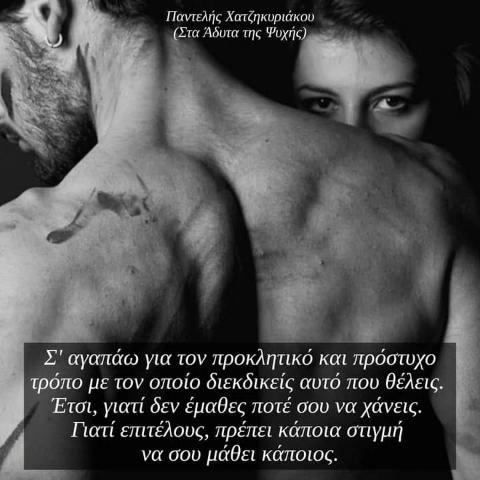 Παντελής Χατζηκυριάκου
(Στα Άδυτα της Ψυχής)
Σ' αγαπάω για τον προκλητικό και πρόστυχο
τρόπο με τον οποίο διεκδικείς αυτό που θέλεις.
Έτσι, γιατί δεν έμαθες ποτέ σου να χάνεις.
Γιατί επιτέλους, πρέπει κάποια στιγμή
να σου μάθει κάποιος.